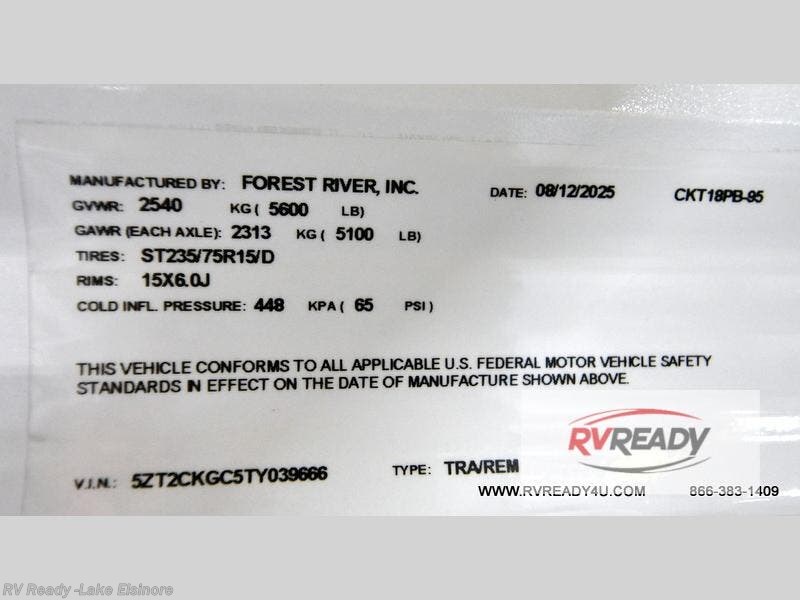 MANUFACTURED BY: FOREST RIVER, INC. DATE: 08/12/2025 CKT18PB-95
GVWR: 2540 KG ( 5600 LB)
GAWR (EACH AXLE): 2313 KG ( 5100 LB)
TIRES: ST235/75R15/D
RIMS: 15X6.0J
COLD INFL. PRESSURE: 448 KPA ( 65 PSI )
THIS VEHICLE CONFORMS TO ALL APPLICABLE U.S. FEDERAL MOTOR VEHICLE SAFETY
STANDARDS IN EFFECT ON THE DATE OF MANUFACTURE SHOWN ABOVE.
RVREADY
V.I.N.: 5ZT2CKGC5TY039666 TYPE: TRA/REM
WWW.RVREADY4U.COM 866-383-1409
RV Ready -Lake Elsinore